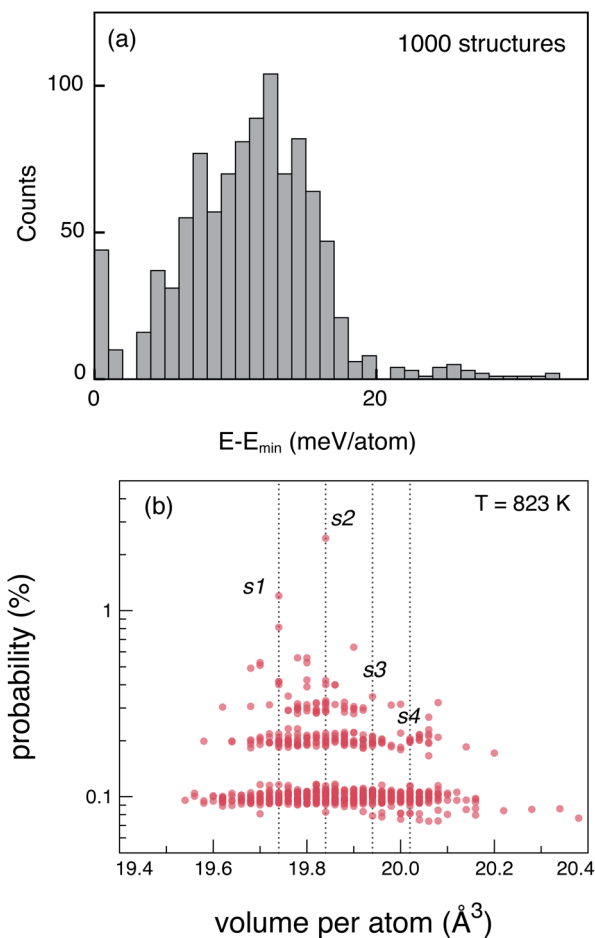 (a)
1000 structures
100
50
0
Counts
0 20
E-Emin (meV/atom)
(b)
T = 823 K
s2
s1
s3
s4
1
0.1
probability (%)
19.4 19.6 19.8 20.0 20.2 20.4
volume per atom (Å³)